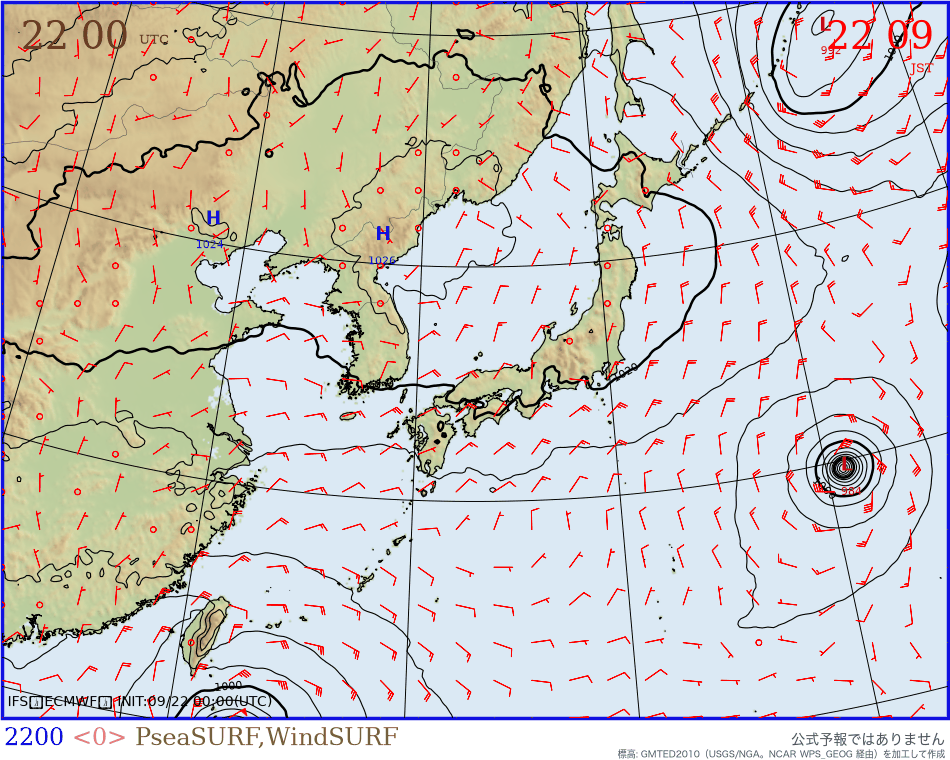 22 00 UTC
22 09
JST
L
992
H
1024
H
1026
1020
1000
IFS ECMWF INIT:09/22 00:00(UTC)
2200 <0> PseaSURF,WindSURF
公式予報ではありません
標高: GMTED2010（USGS/NGA。NCAR WPS_GEOG 経由）を加工して作成